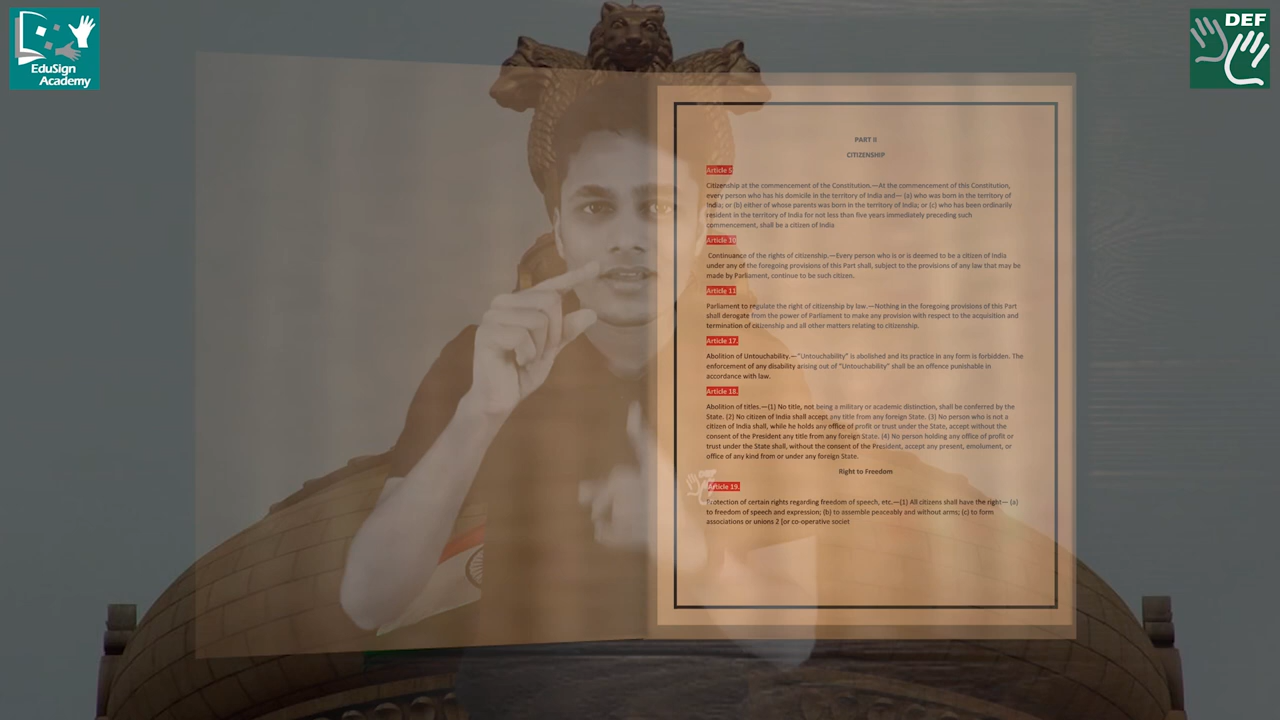 EduSign
Academy
DEF
PART II
CITIZENSHIP
Article 5
Citizenship at the commencement of the Constitution.—At the commencement of this Constitution,
every person who has his domicile in the territory of India and— (a) who was born in the territory of
India; or (b) either of whose parents was born in the territory of India; or (c) who has been ordinarily
resident in the territory of India for not less than five years immediately preceding such
commencement, shall be a citizen of India
Article 10
Continuance of the rights of citizenship.—Every person who is or is deemed to be a citizen of India
under any of the foregoing provisions of this Part shall, subject to the provisions of any law that may be
made by Parliament, continue to be such citizen.
Article 11
Parliament to regulate the right of citizenship by law.—Nothing in the foregoing provisions of this Part
shall derogate from the power of Parliament to make any provision with respect to the acquisition and
termination of citizenship and all other matters relating to citizenship.
Article 17.
Abolition of Untouchability.—"Untouchability" is abolished and its practice in any form is forbidden. The
enforcement of any disability arising out of "Untouchability" shall be an offence punishable in
accordance with law.
Article 18.
Abolition of titles.—(1) No title, not being a military or academic distinction, shall be conferred by the
State. (2) No citizen of India shall accept any title from any foreign State. (3) No person who is not a
citizen of India shall, while he holds any office of profit or trust under the State, accept without the
consent of the President any title from any foreign State. (4) No person holding any office of profit or
trust under the State shall, without the consent of the President, accept any present, emolument, or
office of any kind from or under any foreign State.
Right to Freedom
Article 19.
Protection of certain rights regarding freedom of speech, etc.—(1) All citizens shall have the right— (a)
to freedom of speech and expression; (b) to assemble peaceably and without arms; (c) to form
associations or unions 2 [or co-operative societ